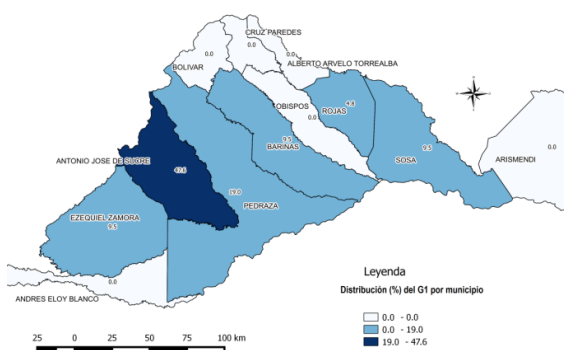 CRUZ PAREDES
0.0
0.0
0.0
ALBERTO ARVELO TORREALBA
BOLIVAR
OBISPOS
0.0
ROJAS
4.8
9.5
BARINAS
SOSA
9.5
ARISMENDI
0.0
ANTONIO JOSE DE SUCRE
47.6
19.0
PEDRAZA
EZEQUIEL ZAMORA
9.5
0.0
ANDRES ELOY BLANCO
Leyenda
Distribución (%) del G1 por municipio
0.0 - 0.0
0.0 - 19.0
19.0 - 47.6
25 0 25 50 75 100 km